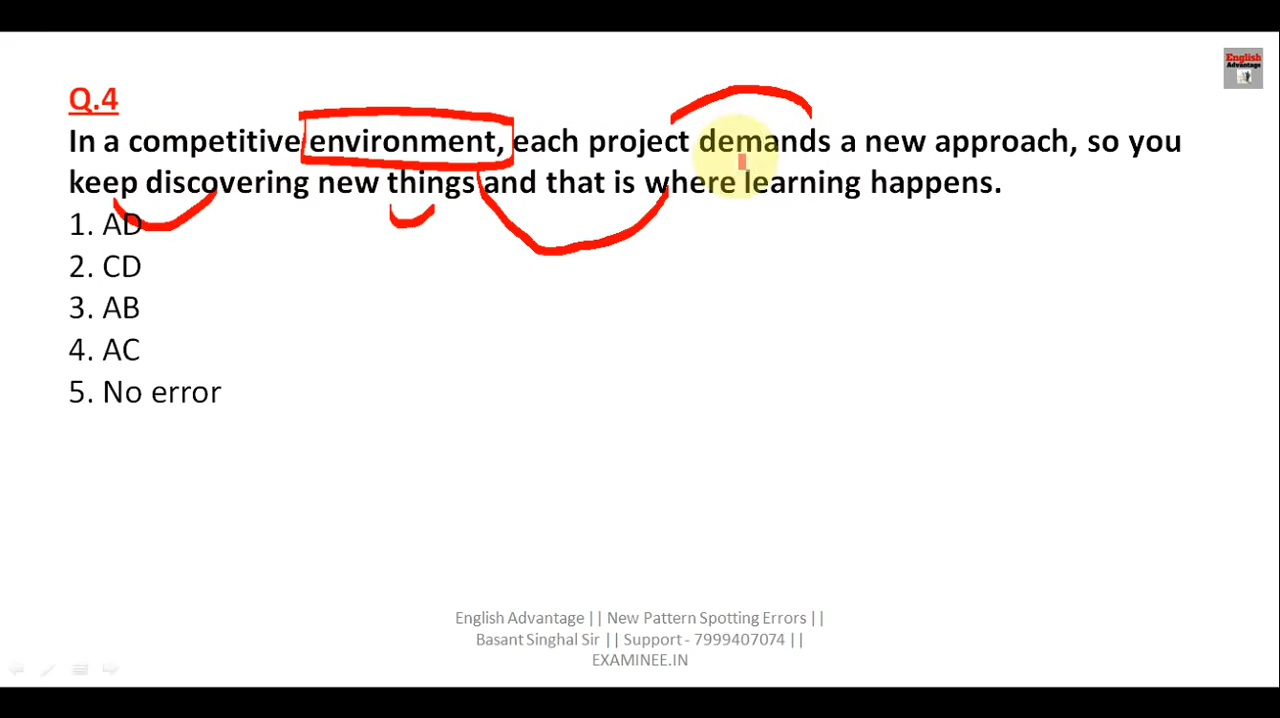 English
Advantage
Q.4
In a competitive environment, each project demands a new approach, so you
keep discovering new things and that is where learning happens.
1. AD
2. CD
3. AB
4. AC
5. No error
English Advantage || New Pattern Spotting Errors ||
Basant Singhal Sir || Support - 7999407074 ||
EXAMINEE.IN